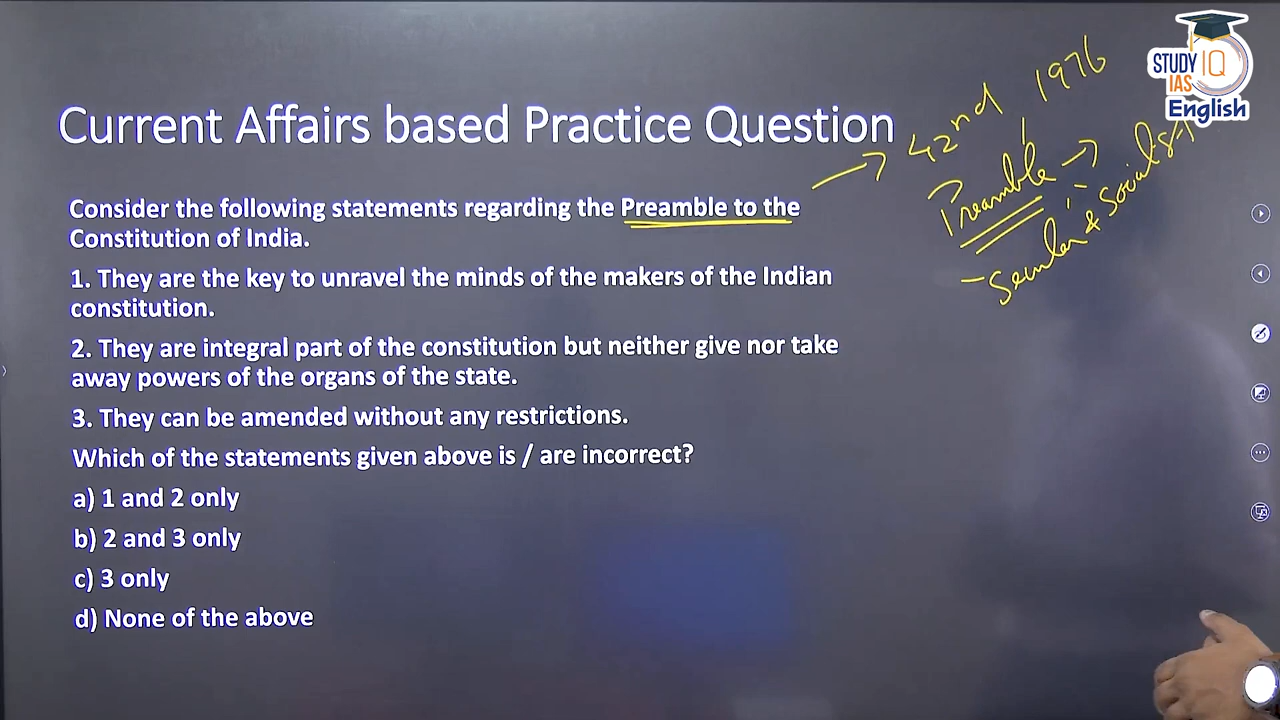 STUDY IQ
IAS
English
Current Affairs based Practice Question
→ 42nd 1976
Preamble →
- Secular & Socialist
Consider the following statements regarding the Preamble to the
Constitution of India.
1. They are the key to unravel the minds of the makers of the Indian
constitution.
2. They are integral part of the constitution but neither give nor take
away powers of the organs of the state.
3. They can be amended without any restrictions.
Which of the statements given above is / are incorrect?
a) 1 and 2 only
b) 2 and 3 only
c) 3 only
d) None of the above